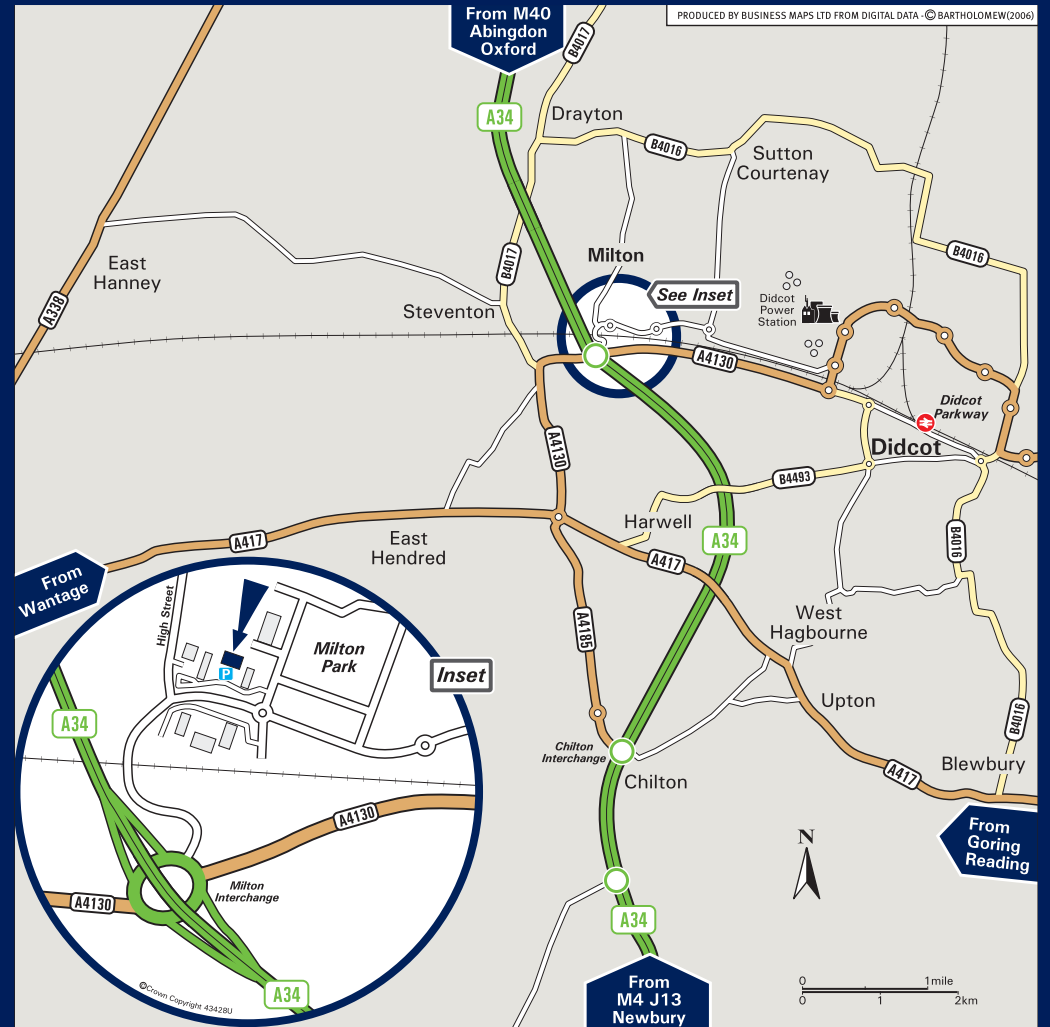 From M40
Abingdon
Oxford
PRODUCED BY BUSINESS MAPS LTD FROM DIGITAL DATA - © BARTHOLOMEW(2006)
B4017
A34
Drayton
B4016
Sutton
Courtenay
East
Hanney
A338
B4017
Milton
B4016
See Inset
Steventon
Didcot
Power
Station
A4130
Didcot
Parkway
Didcot
A4130
B4493
Harwell
A34
A417
East
Hendred
B4016
A417
From
Wantage
High Street
Milton
Park
P
Inset
A4185
West
Hagbourne
Upton
A34
B4016
Chilton
Interchange
Chilton
Blewbury
A417
A4130
From
Goring
Reading
N
Milton
Interchange
A4130
A34
A34
©Crown Copyright 43428U
From
M4 J13
Newbury
0 1mile
0 1 2km